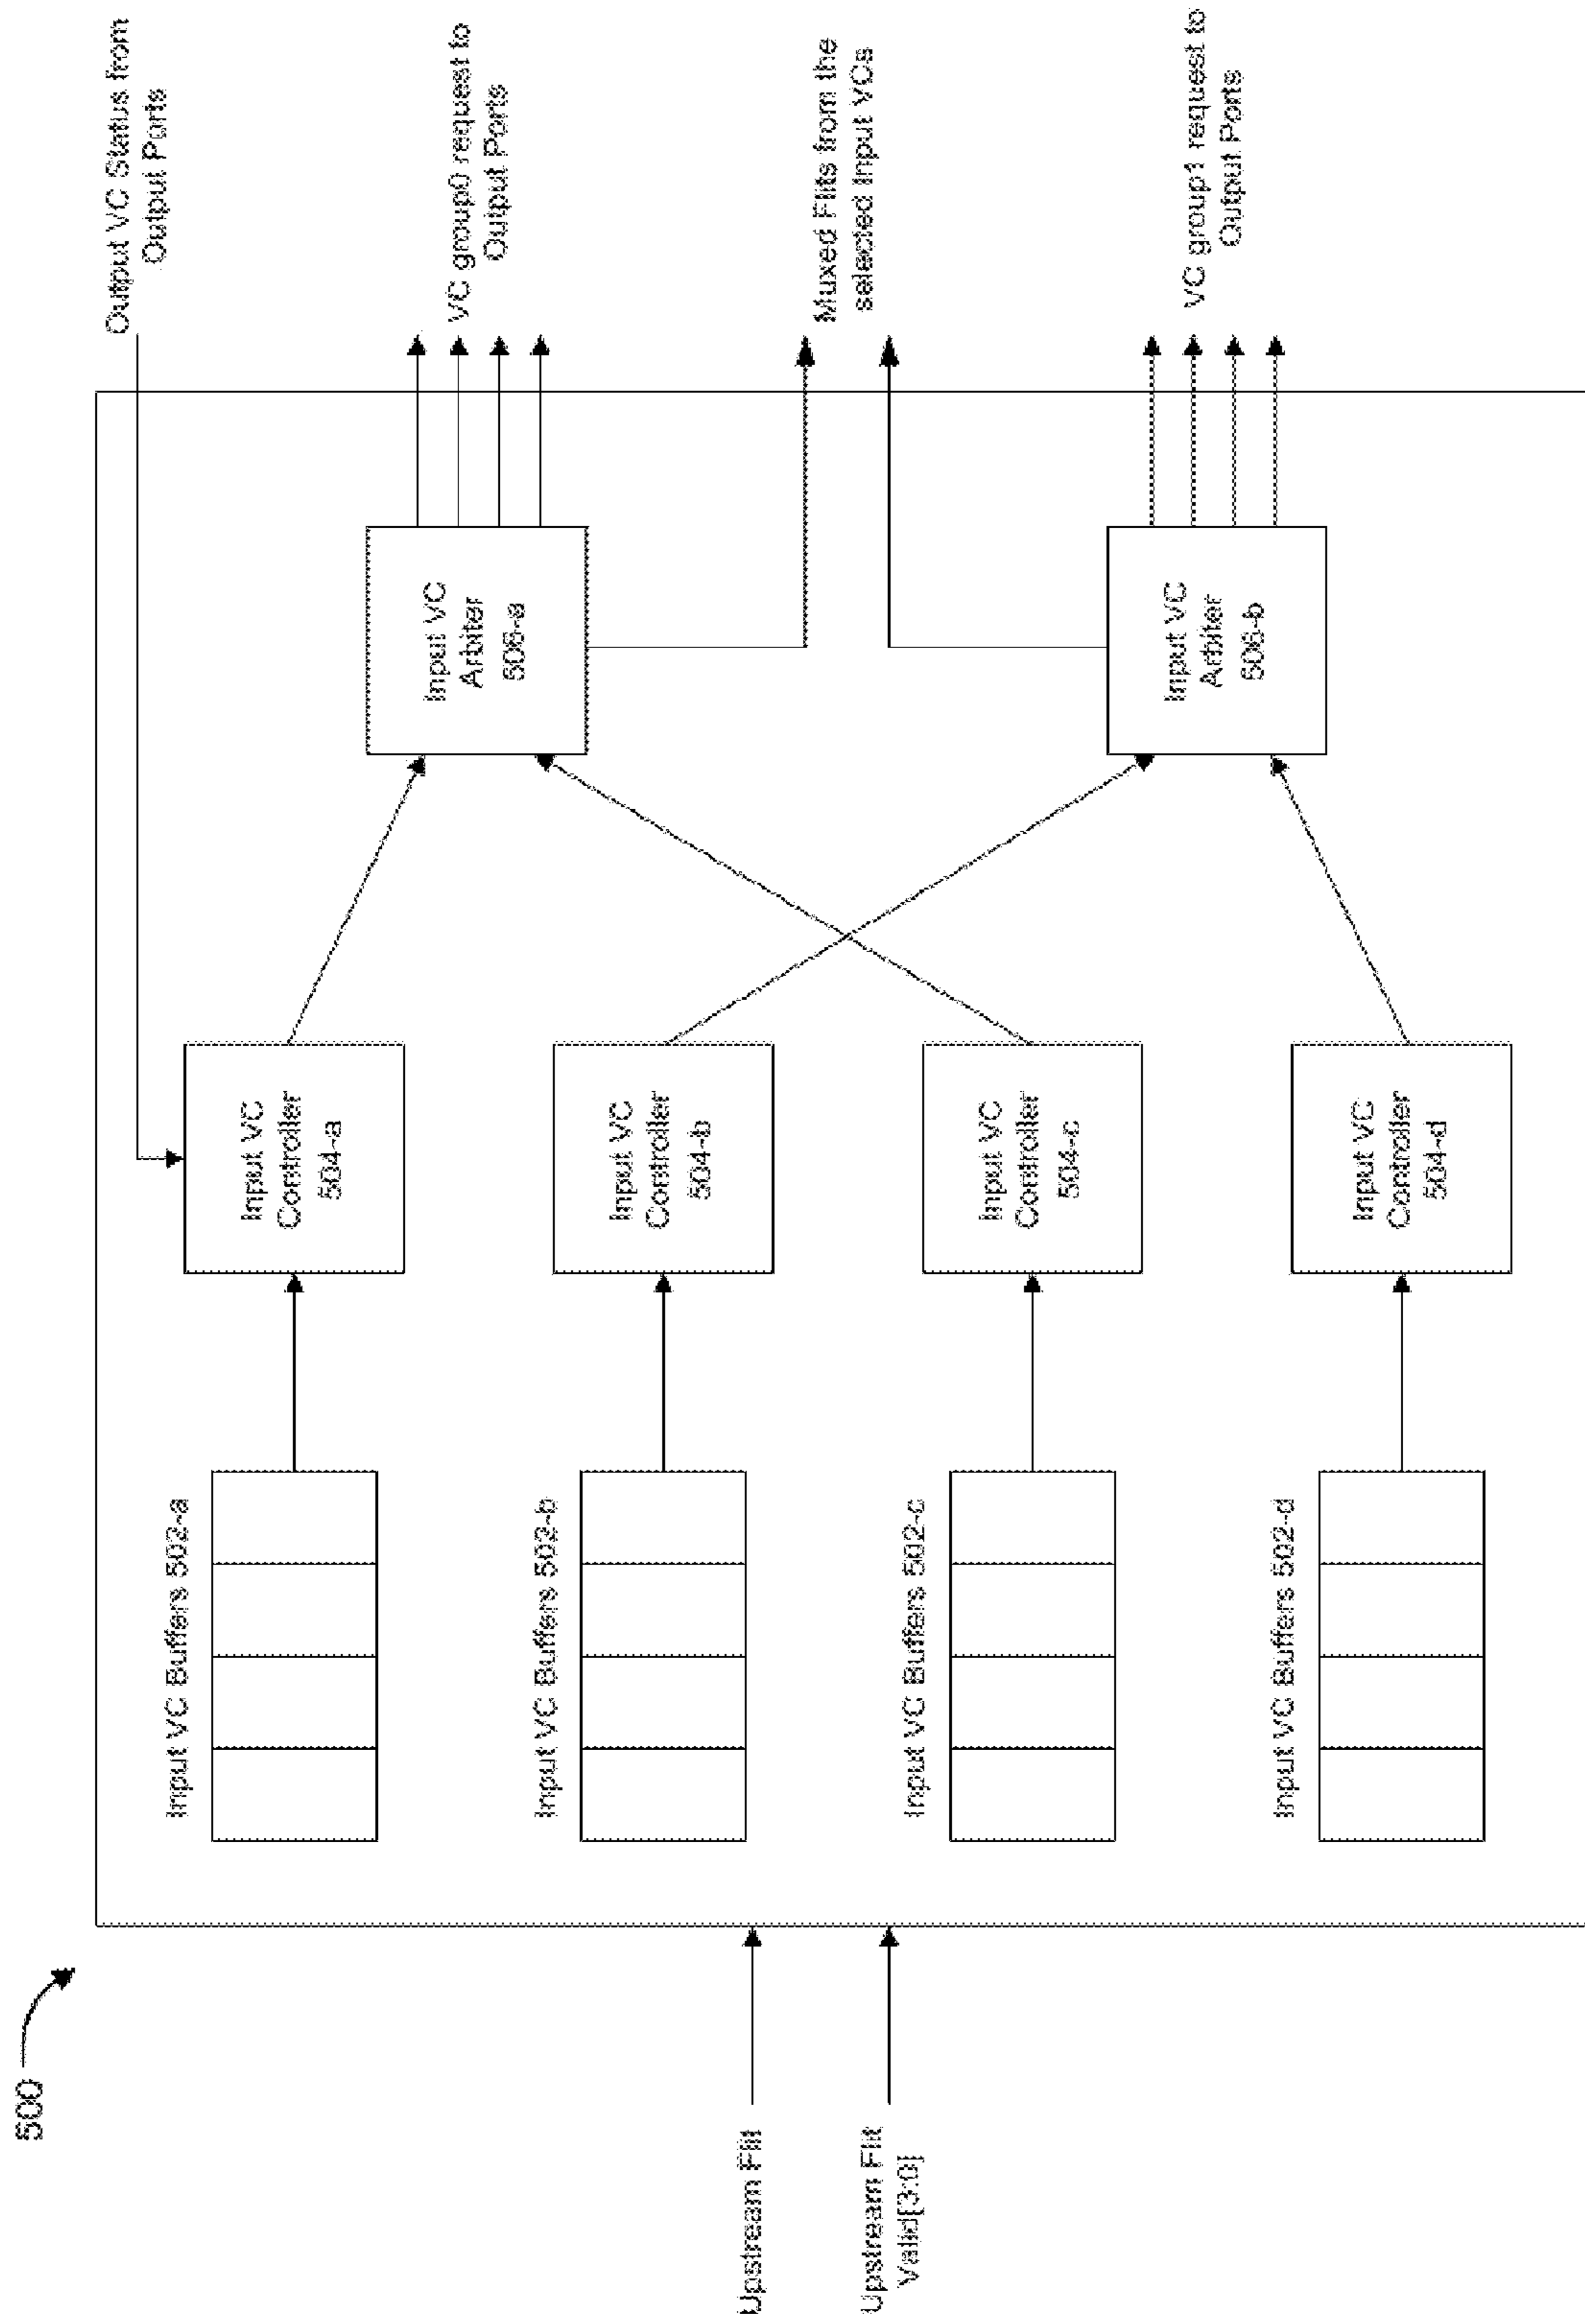 500
Output VC Status from
Output Ports
Input VC Buffers 502-a
Input VC
Controller
504-a
VC group0 request to
Output Ports
Input VC
Arbiter
506-a
Input VC Buffers 502-b
Input VC
Controller
504-b
Upstream Flit
Muxed Flits from the
selected Input VCs
Upstream Flit
Valid[3:0]
Input VC Buffers 502-c
Input VC
Controller
504-c
Input VC
Arbiter
506-b
VC group1 request to
Output Ports
Input VC Buffers 502-d
Input VC
Controller
504-d